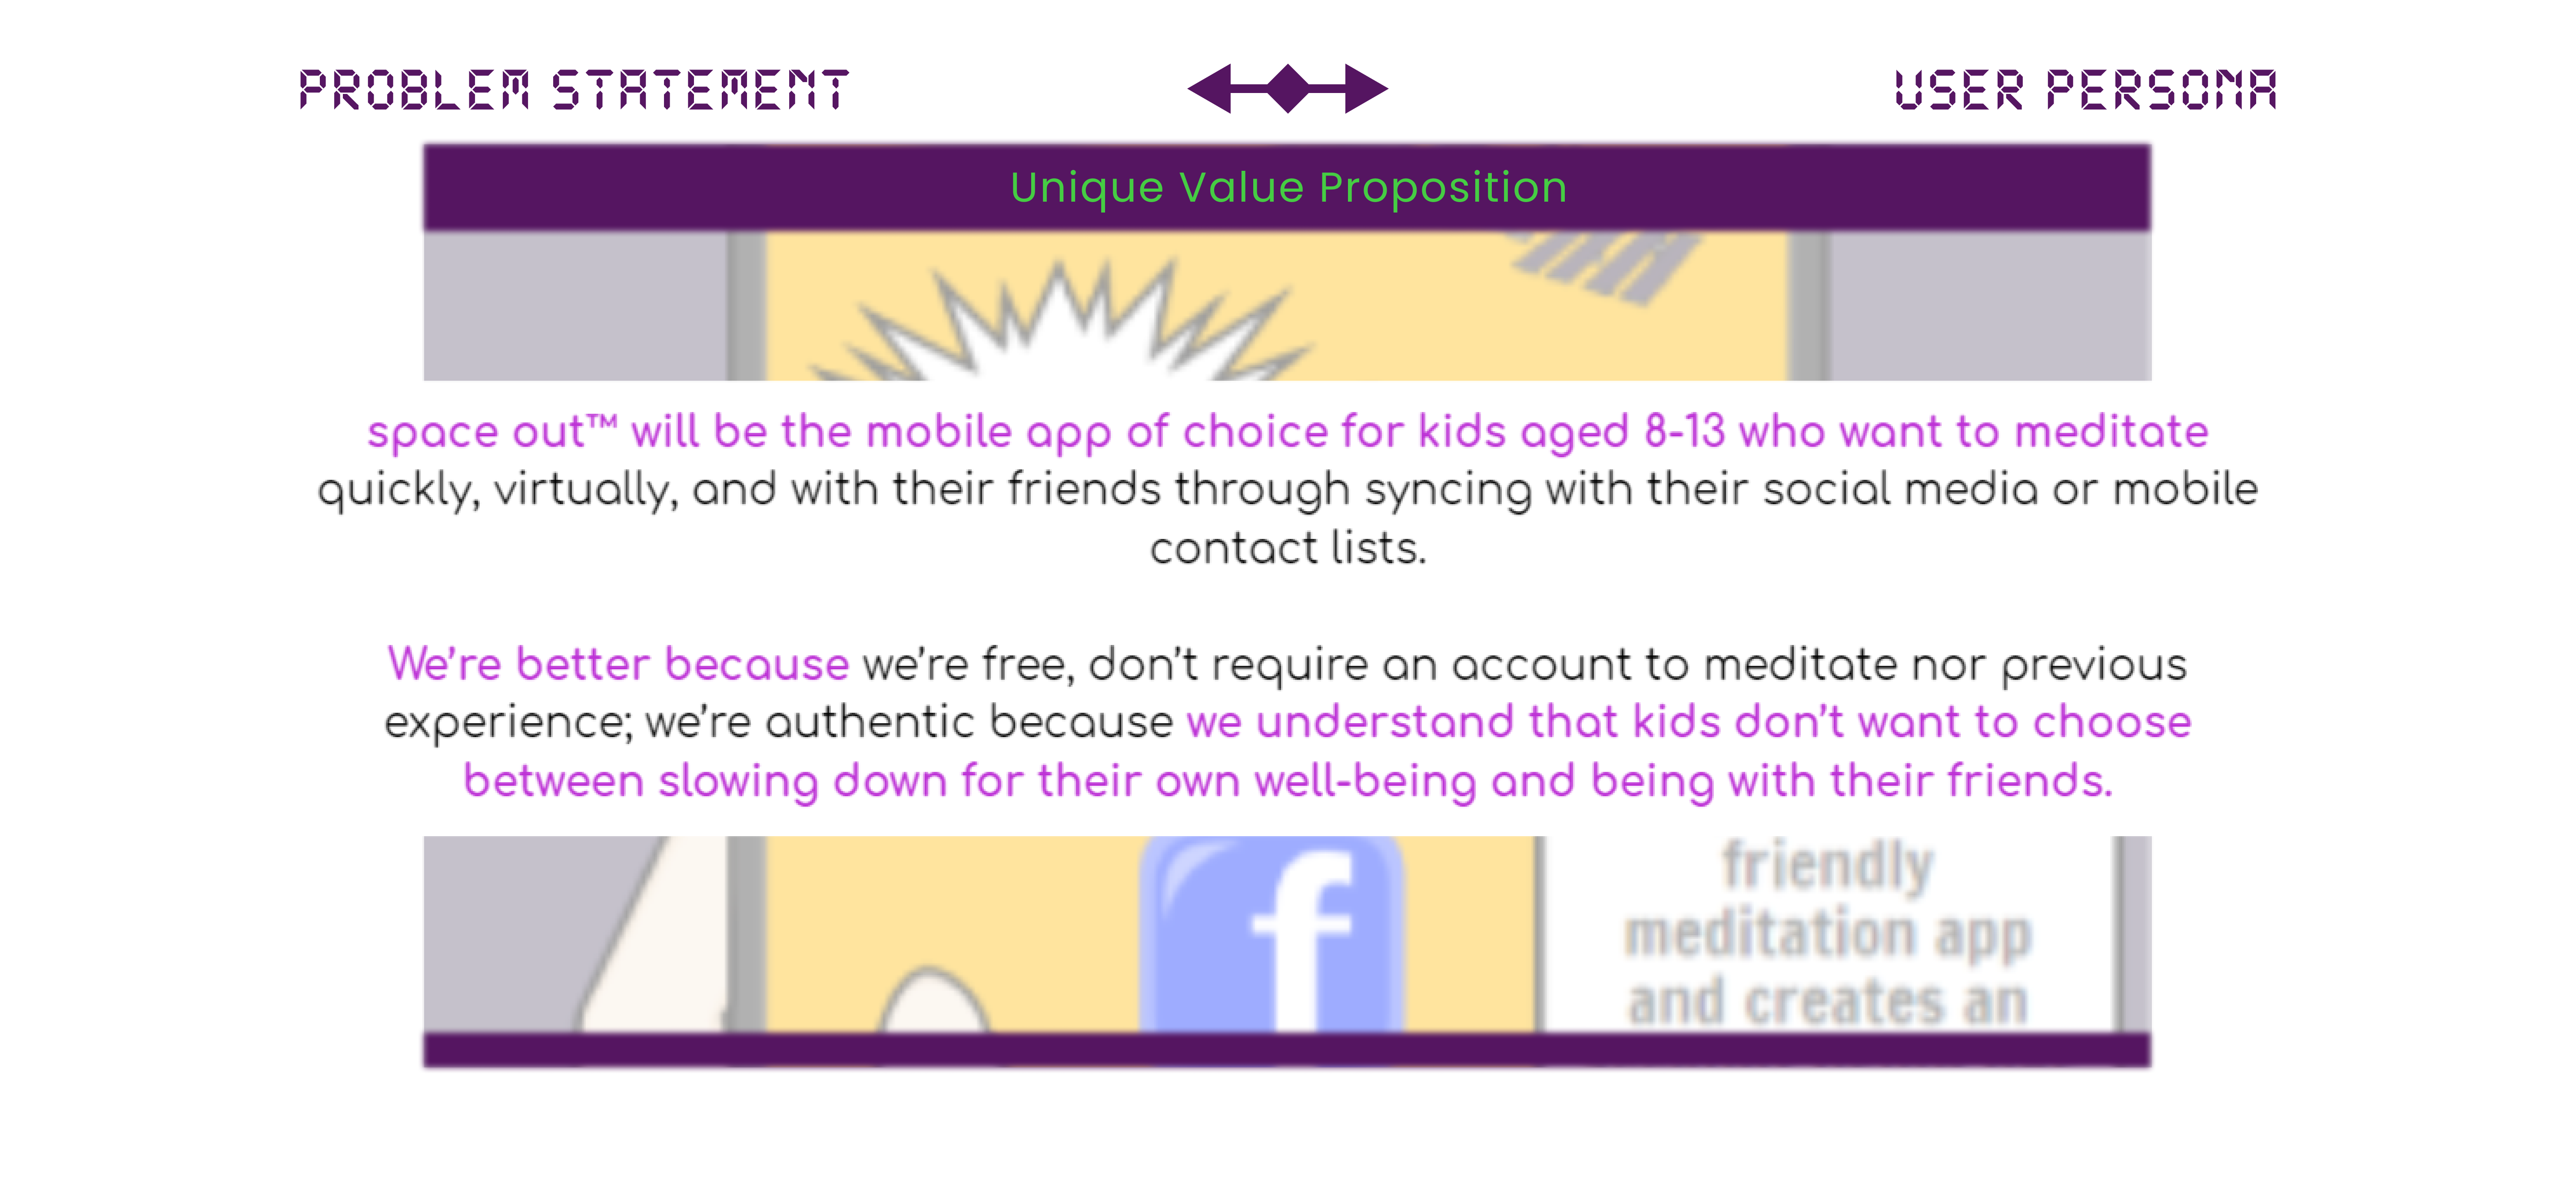 PROBLEM STATEMENT
USER PERSONA
Unique Value Proposition
space out™ will be the mobile app of choice for kids aged 8-13 who want to meditate
quickly, virtually, and with their friends through syncing with their social media or mobile
contact lists.
We're better because we're free, don't require an account to meditate nor previous
experience; we're authentic because we understand that kids don't want to choose
between slowing down for their own well-being and being with their friends.
f
friendly
meditation app
and creates an